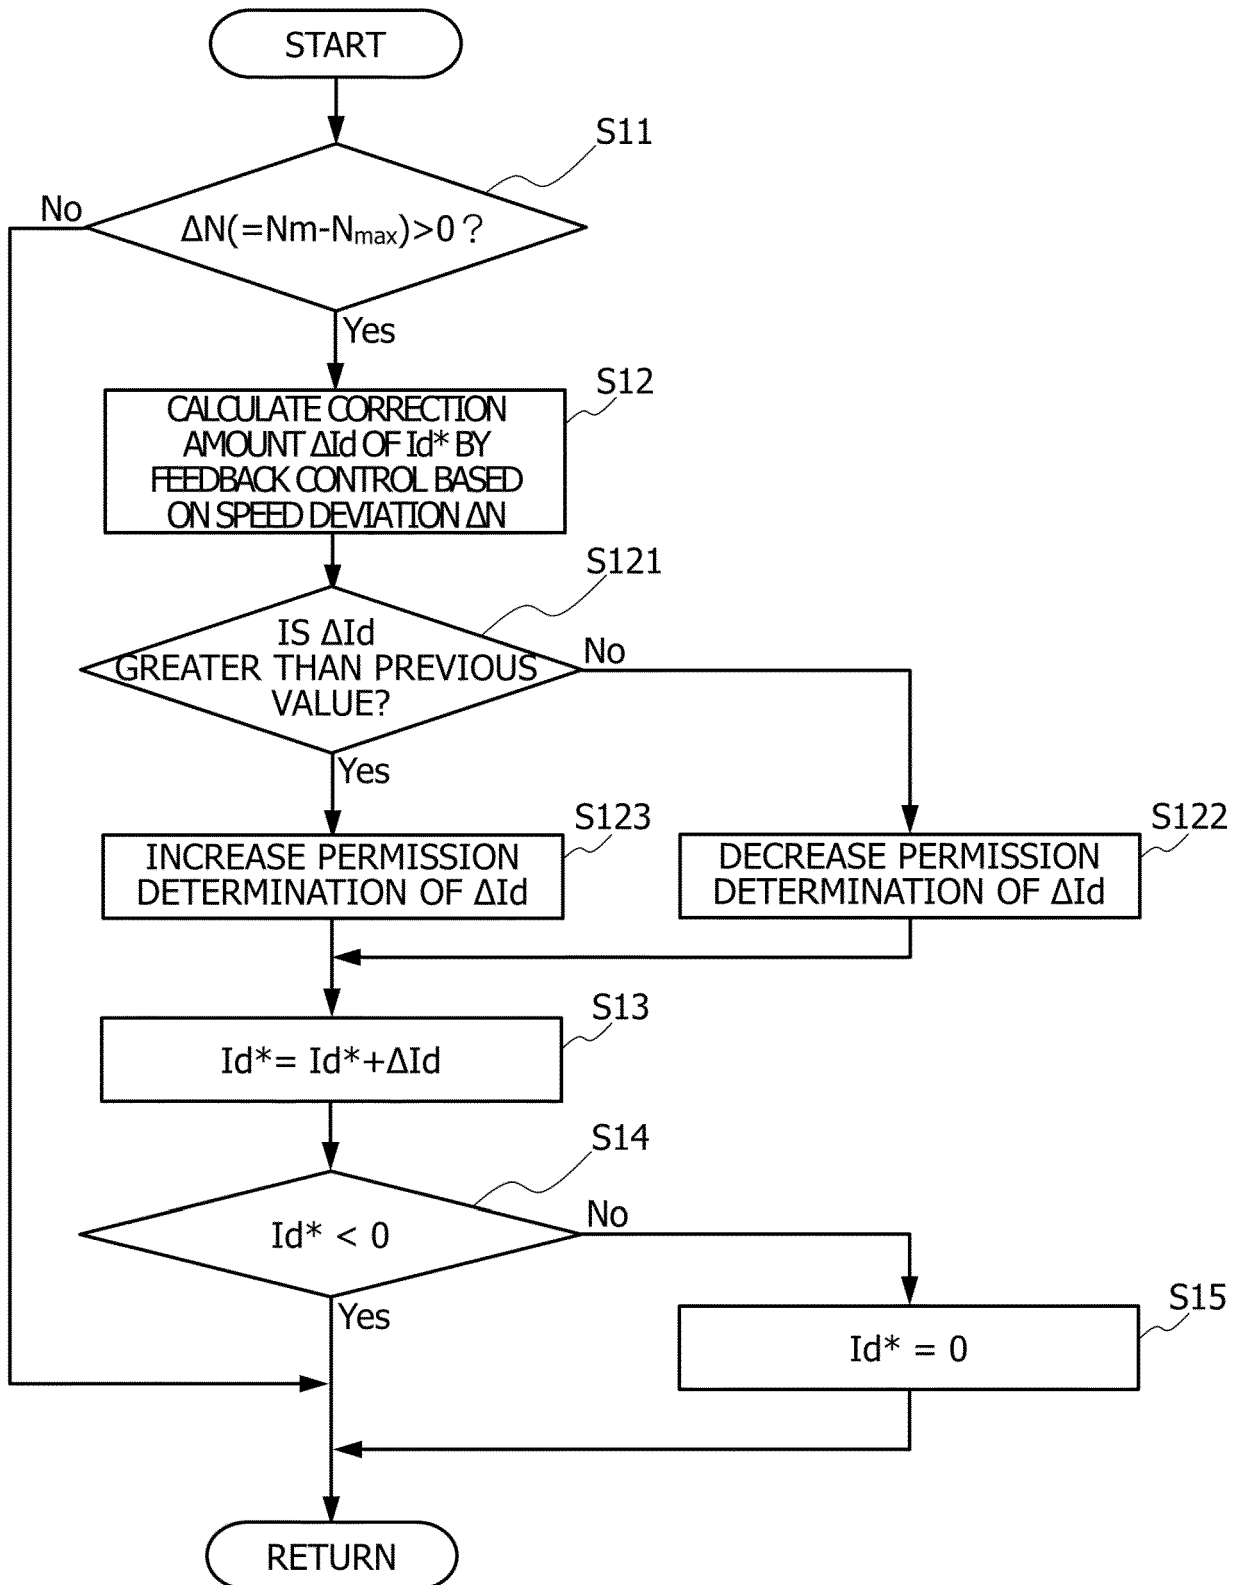 START
S11
No
ΔN(=Nm-Nmax)>0?
Yes
S12
CALCULATE CORRECTION
AMOUNT ΔId OF Id* BY
FEEDBACK CONTROL BASED
ON SPEED DEVIATION ΔN
S121
IS ΔId
GREATER THAN PREVIOUS
VALUE?
No
Yes
S123
INCREASE PERMISSION
DETERMINATION OF ΔId
S122
DECREASE PERMISSION
DETERMINATION OF ΔId
S13
Id*= Id*+ΔId
S14
Id* < 0
No
Yes
S15
Id* = 0
RETURN